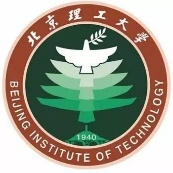 北京理工大学
1940
BEIJING INSTITUTE OF TECHNOLOGY